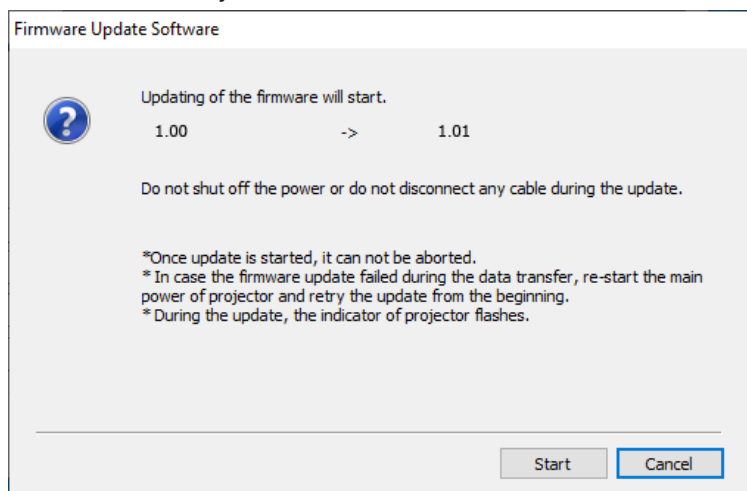 Firmware Update Software
Updating of the firmware will start.
1.00 -> 1.01
Do not shut off the power or do not disconnect any cable during the update.
*Once update is started, it can not be aborted.
* In case the firmware update failed during the data transfer, re-start the main
power of projector and retry the update from the beginning.
* During the update, the indicator of projector flashes.
Start Cancel